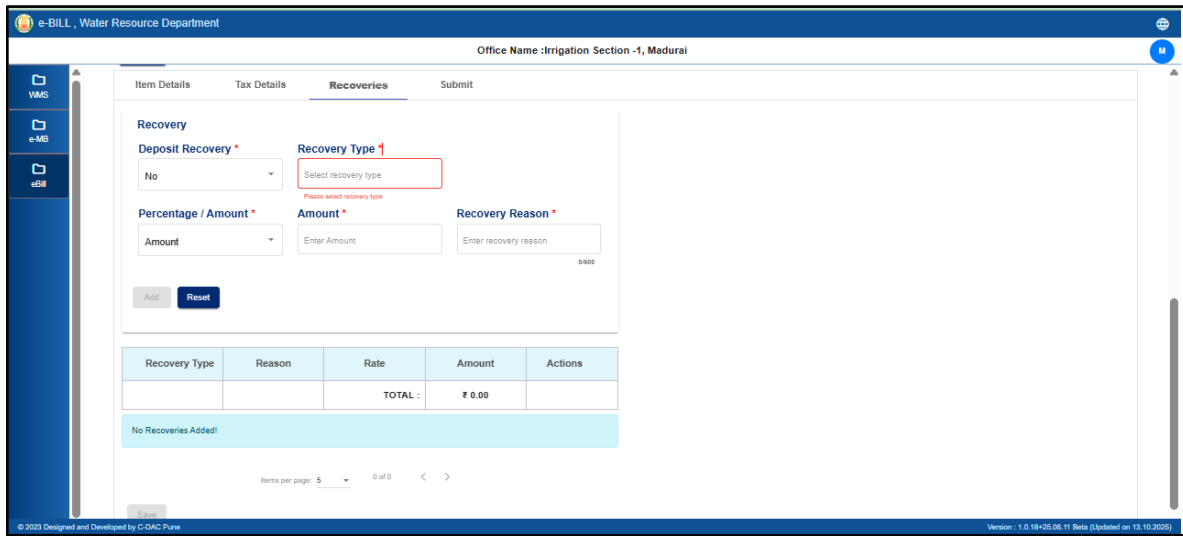 e-BILL , Water Resource Department
Office Name :Irrigation Section -1, Madurai
M
WMS
e-MB
eBill
Item Details Tax Details Recoveries Submit
Recovery
Deposit Recovery * Recovery Type *
No Select recovery type
Please select recovery type
Percentage / Amount * Amount * Recovery Reason *
Amount Enter Amount Enter recovery reason
0/600
Add Reset
Recovery Type Reason Rate Amount Actions
TOTAL : ₹ 0.00
No Recoveries Added!
Items per page: 5 0 of 0
Save
© 2023 Designed and Developed by C-DAC Pune Version : 1.0.18+25.06.11 Beta (Updated on 13.10.2025)